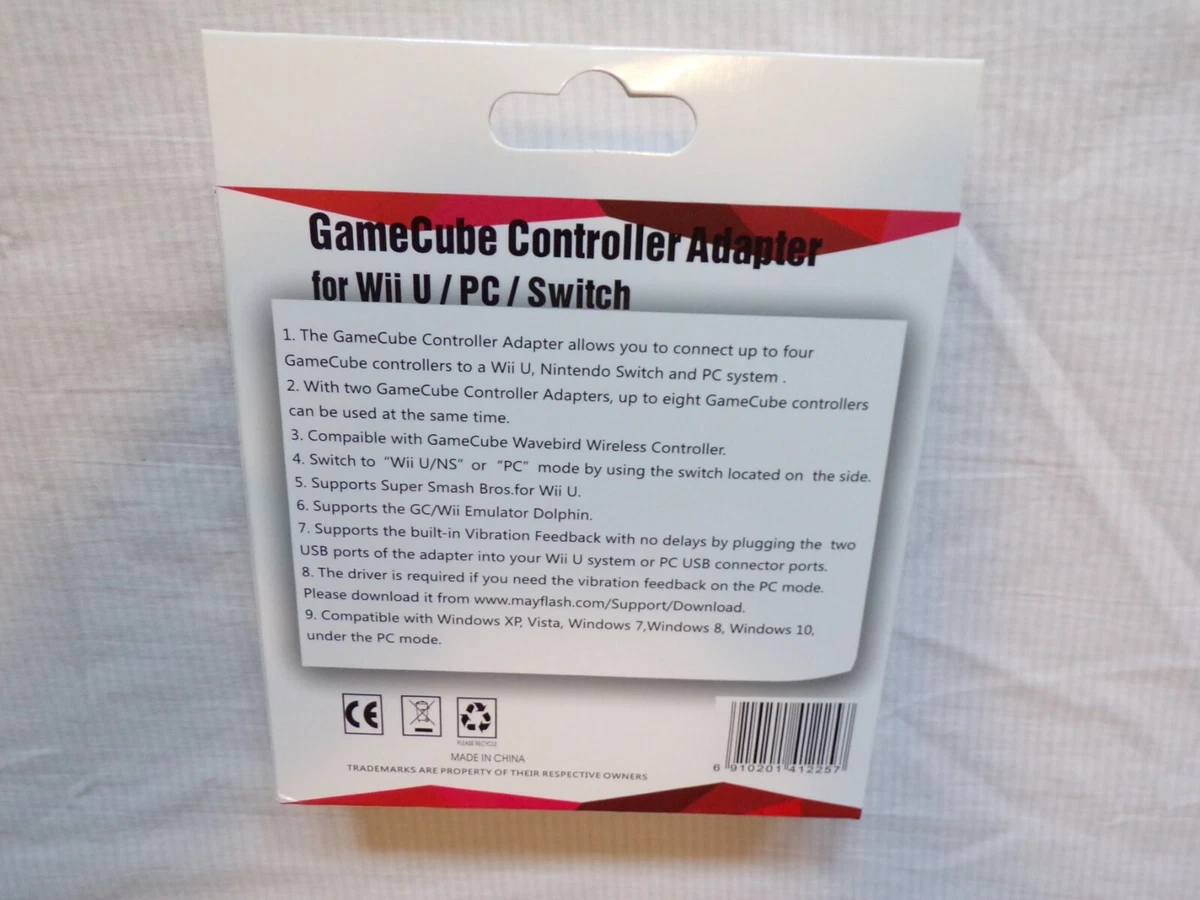 GameCube Controller Adapter
for Wii U / PC / Switch
1. The GameCube Controller Adapter allows you to connect up to four
GameCube controllers to a Wii U, Nintendo Switch and PC system .
2. With two GameCube Controller Adapters, up to eight GameCube controllers
can be used at the same time.
3. Compaible with GameCube Wavebird Wireless Controller.
4. Switch to “Wii U/NS” or “PC” mode by using the switch located on the side.
5. Supports Super Smash Bros.for Wii U.
6. Supports the GC/Wii Emulator Dolphin.
7. Supports the built-in Vibration Feedback with no delays by plugging the two
USB ports of the adapter into your Wii U system or PC USB connector ports.
8. The driver is required if you need the vibration feedback on the PC mode.
Please download it from www.mayflash.com/Support/Download.
9. Compatible with Windows XP, Vista, Windows 7,Windows 8, Windows 10,
under the PC mode.
CE
PLEASE RECYCLE
MADE IN CHINA
TRADEMARKS ARE PROPERTY OF THEIR RESPECTIVE OWNERS
6 910201 412257